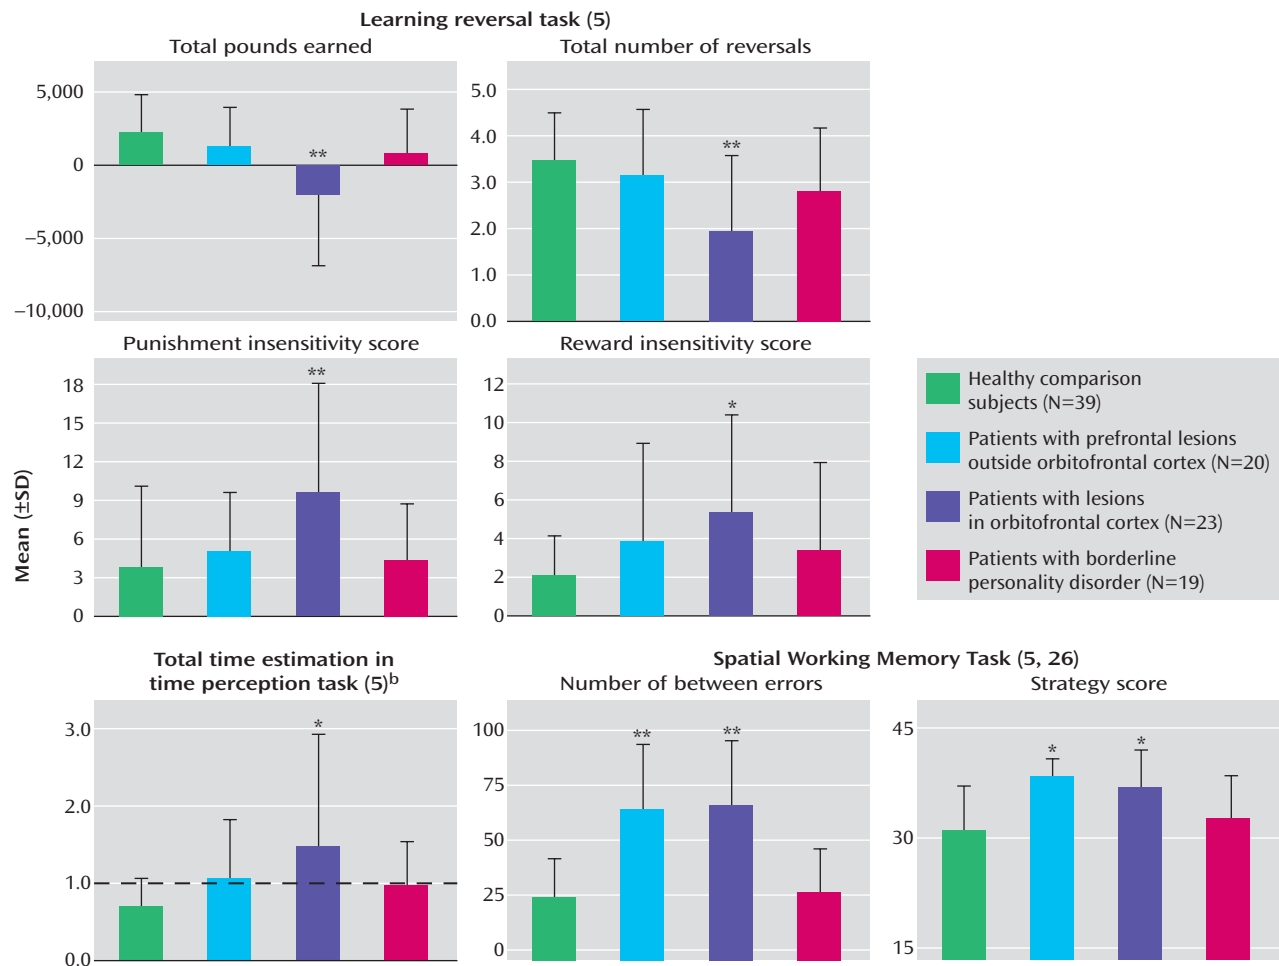 Learning reversal task (5)
Total pounds earned
Total number of reversals
5,000
0
−5,000
−10,000
**
5.0
4.0
3.0
2.0
1.0
0.0
**
Punishment insensitivity score
Reward insensitivity score
Mean (±SD)
18
15
12
9
6
3
0
**
12
10
8
6
4
2
0
*
Healthy comparison
subjects (N=39)
Patients with prefrontal lesions
outside orbitofrontal cortex (N=20)
Patients with lesions
in orbitofrontal cortex (N=23)
Patients with borderline
personality disorder (N=19)
Total time estimation in
time perception task (5)b
3.0
2.0
1.0
0.0
*
Spatial Working Memory Task (5, 26)
Number of between errors
Strategy score
100
75
50
25
0
**
**
45
30
15
*
*